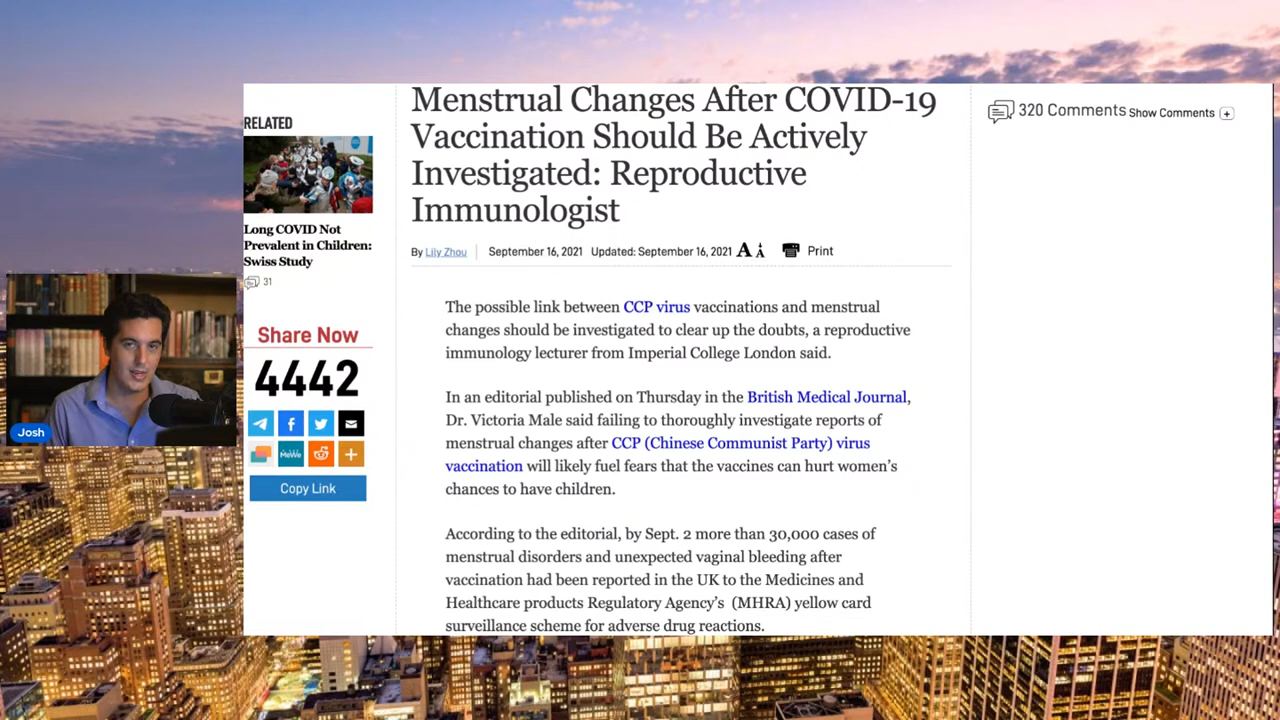 RELATED
Long COVID Not
Prevalent in Children:
Swiss Study
31
Share Now
4442
MeWe
Copy Link
Josh
Menstrual Changes After COVID-19
Vaccination Should Be Actively
Investigated: Reproductive
Immunologist
By Lily Zhou September 16, 2021 Updated: September 16, 2021 A A Print
The possible link between CCP virus vaccinations and menstrual
changes should be investigated to clear up the doubts, a reproductive
immunology lecturer from Imperial College London said.
In an editorial published on Thursday in the British Medical Journal,
Dr. Victoria Male said failing to thoroughly investigate reports of
menstrual changes after CCP (Chinese Communist Party) virus
vaccination will likely fuel fears that the vaccines can hurt women's
chances to have children.
According to the editorial, by Sept. 2 more than 30,000 cases of
menstrual disorders and unexpected vaginal bleeding after
vaccination had been reported in the UK to the Medicines and
Healthcare products Regulatory Agency's (MHRA) yellow card
surveillance scheme for adverse drug reactions.
320 Comments Show Comments +